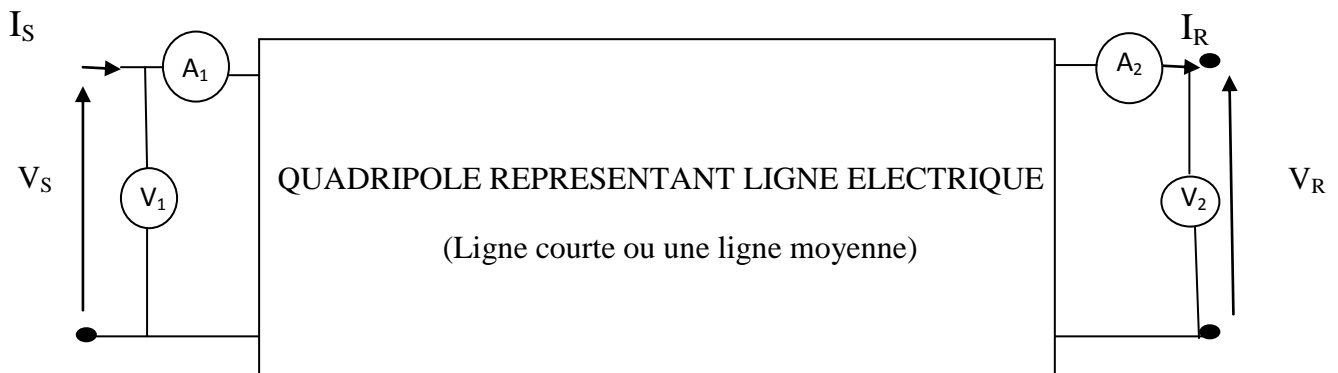 I_S
I_R
A₁
A₂
QUADRIPOLE REPRESENTANT LIGNE ELECTRIQUE
V_S
V₁
V₂
V_R
(Ligne courte ou une ligne moyenne)